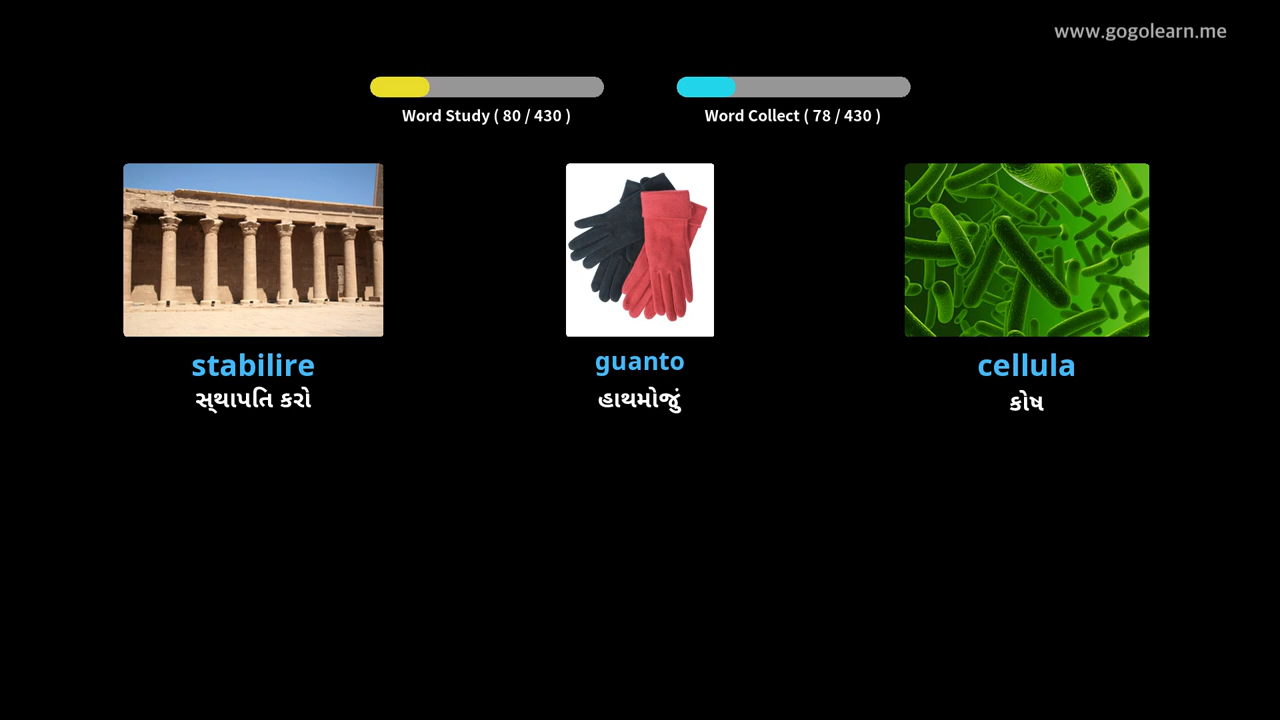 www.gogolearn.me
Word Study ( 80 / 430 )
Word Collect ( 78 / 430 )
stabilire
સ્થાપતિ કરો
guanto
હાથમોજું
cellula
કોષ